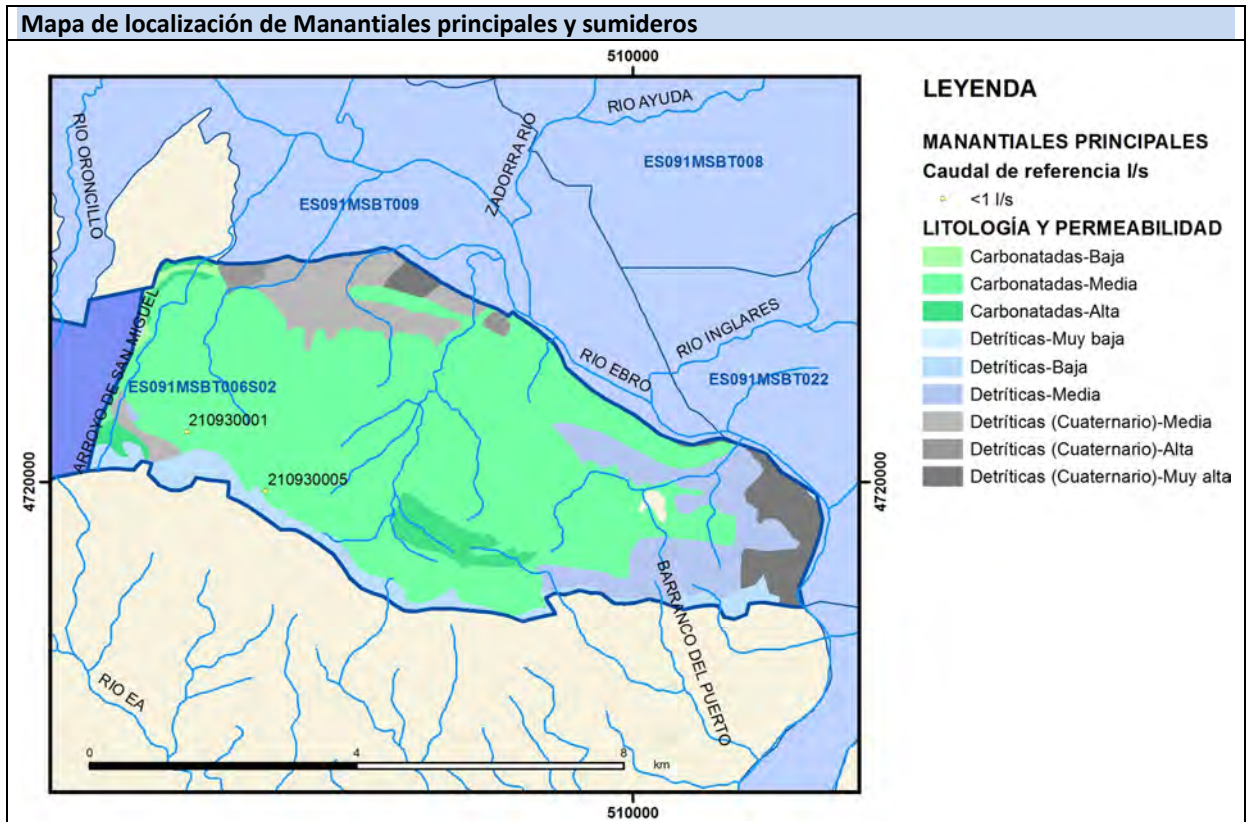 Mapa de localización de Manantiales principales y sumideros
510000
RIO ORONCILLO
RIO AYUDA
ZADORRA RIO
ES091MSBT008
ES091MSBT009
ARROYO DE SAN MIGUEL
RIO INGLARES
RIO EBRO
ES091MSBT022
ES091MSBT006S02
210930001
4720000
210930005
4720000
BARRANCO DEL PUERTO
RIO EA
0
4
8
km
510000
LEYENDA
MANANTIALES PRINCIPALES
Caudal de referencia l/s
<1 l/s
LITOLOGÍA Y PERMEABILIDAD
Carbonatadas-Baja
Carbonatadas-Media
Carbonatadas-Alta
Detríticas-Muy baja
Detríticas-Baja
Detríticas-Media
Detríticas (Cuaternario)-Media
Detríticas (Cuaternario)-Alta
Detríticas (Cuaternario)-Muy alta